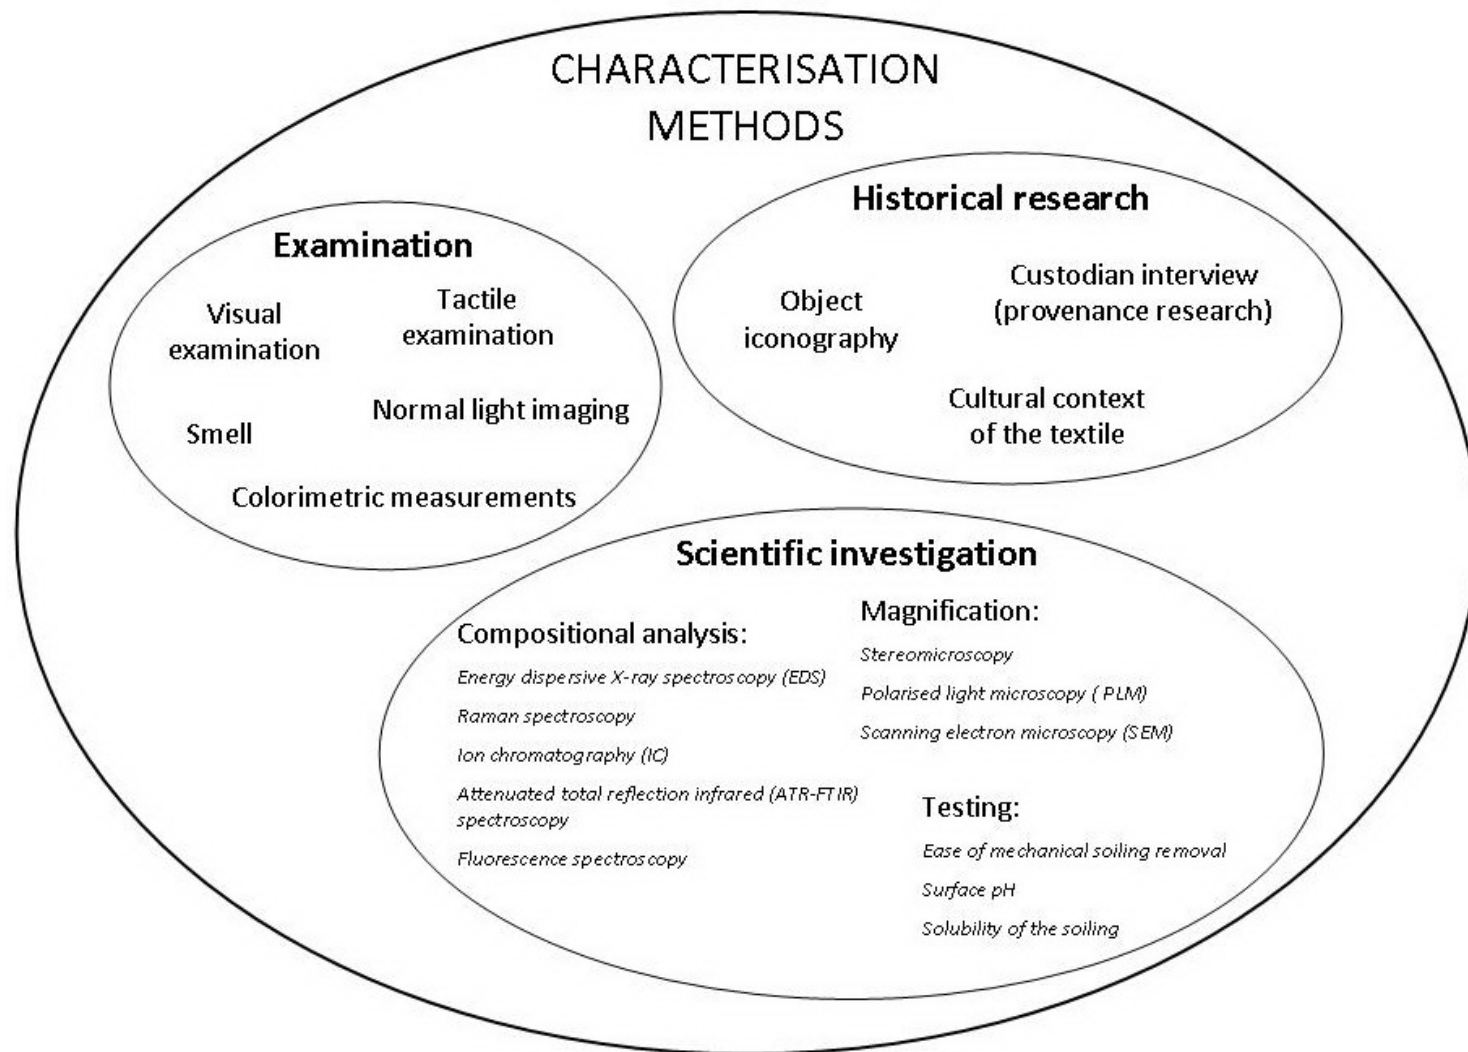 CHARACTERISATION
METHODS
Examination
Visual
examination
Tactile
examination
Smell
Normal light imaging
Colorimetric measurements
Historical research
Object
iconography
Custodian interview
(provenance research)
Cultural context
of the textile
Scientific investigation
Compositional analysis:
Energy dispersive X-ray spectroscopy (EDS)
Raman spectroscopy
Ion chromatography (IC)
Attenuated total reflection infrared (ATR-FTIR)
spectroscopy
Fluorescence spectroscopy
Magnification:
Stereomicroscopy
Polarised light microscopy ( PLM)
Scanning electron microscopy (SEM)
Testing:
Ease of mechanical soiling removal
Surface pH
Solubility of the soiling